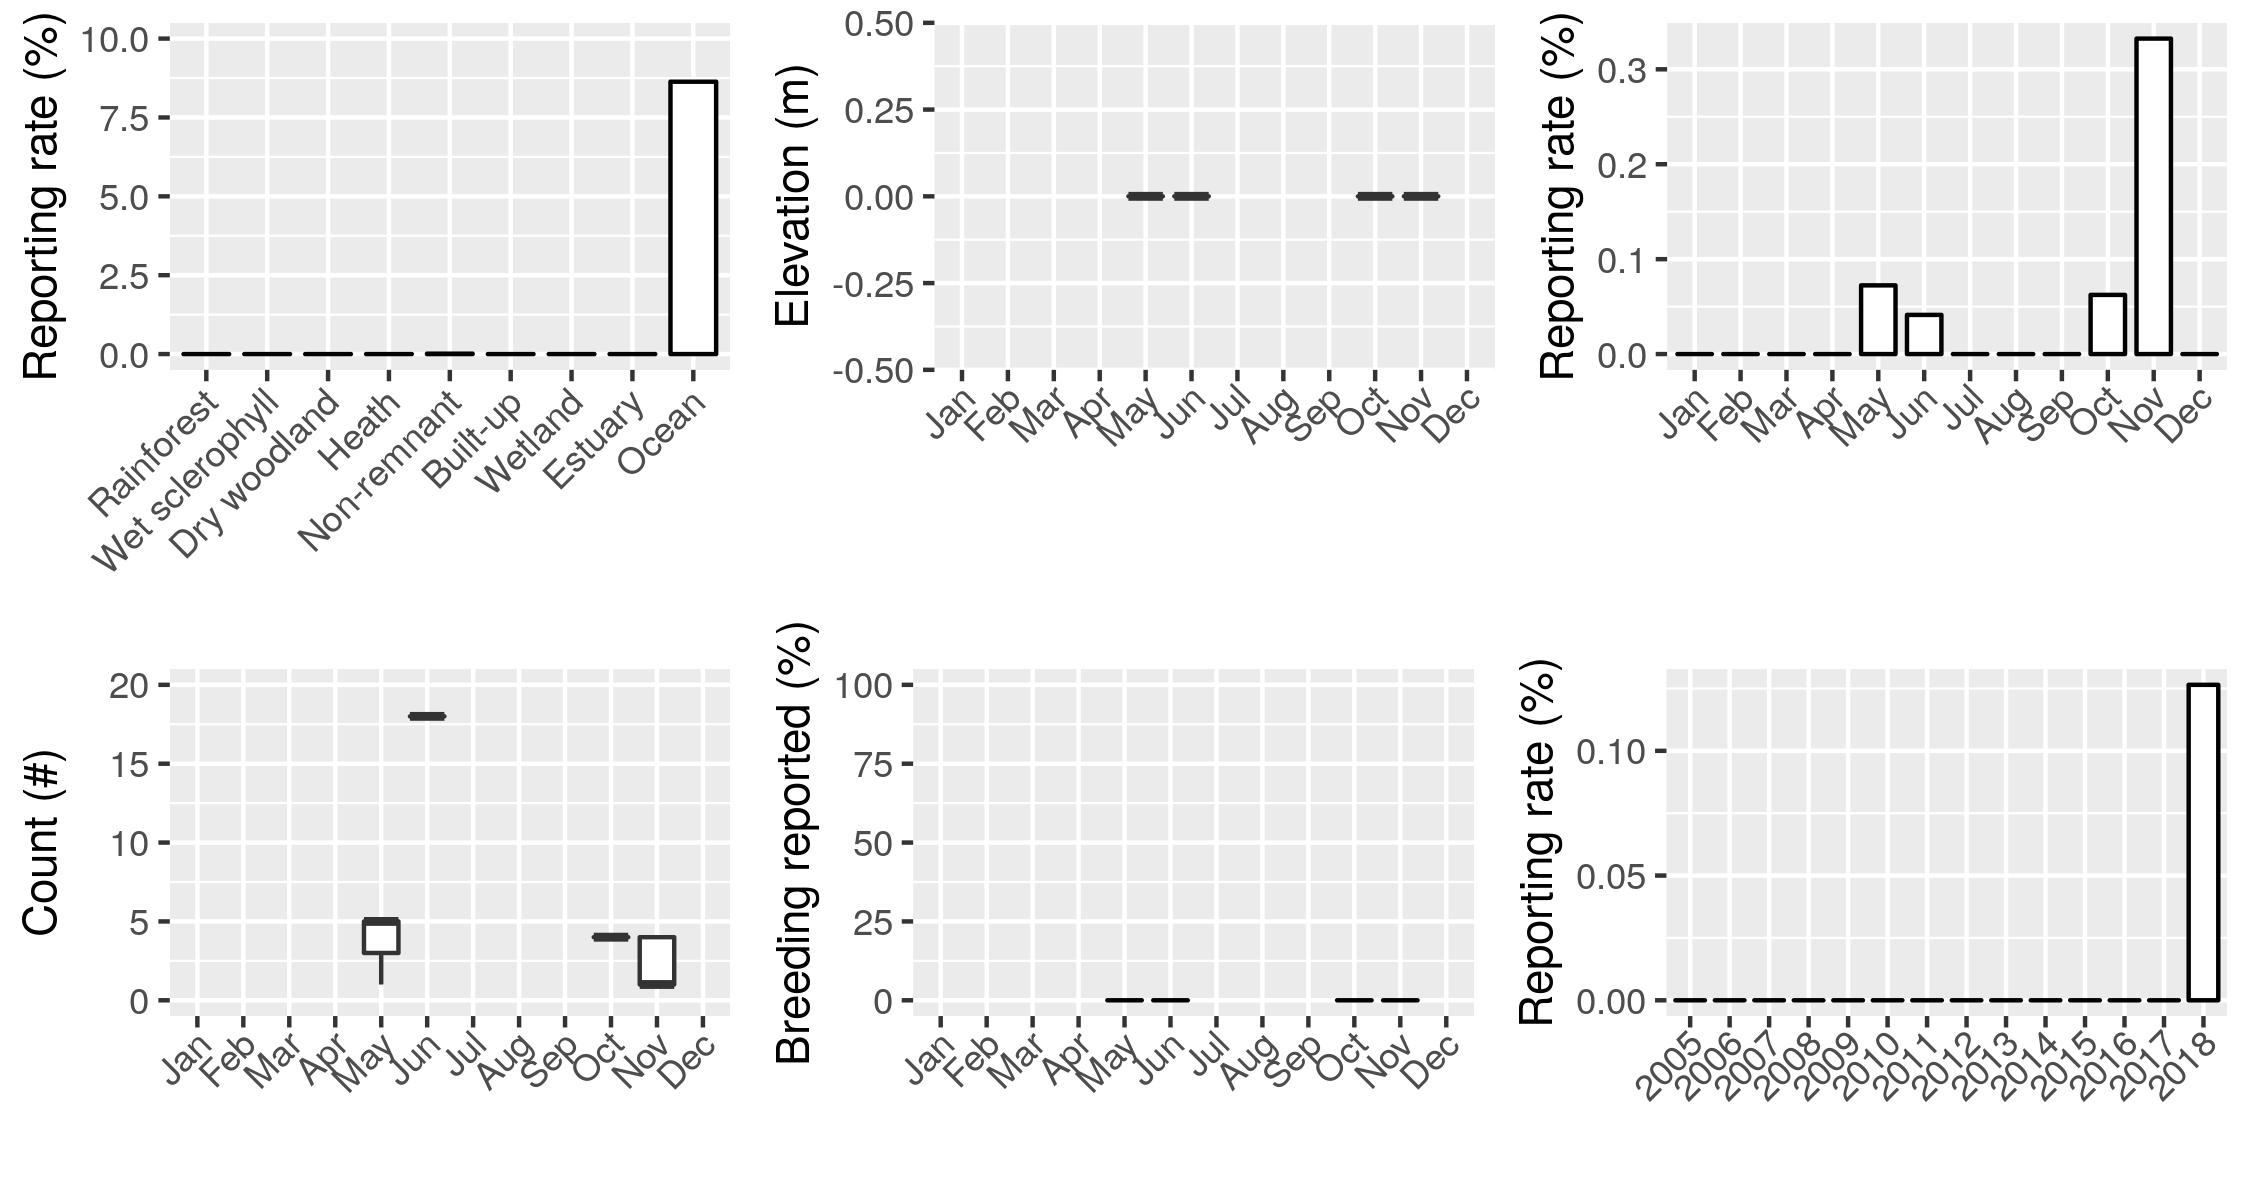 Reporting rate (%)
10.0
7.5
5.0
2.5
0.0
Rainforest
Wet sclerophyll
Dry woodland
Heath
Non-remnant
Built-up
Wetland
Estuary
Ocean
Elevation (m)
0.50
0.25
0.00
-0.25
-0.50
Jan Feb Mar Apr May Jun Jul Aug Sep Oct Nov Dec
Reporting rate (%)
0.3
0.2
0.1
0.0
Jan Feb Mar Apr May Jun Jul Aug Sep Oct Nov Dec
Count (#)
20
15
10
5
0
Jan Feb Mar Apr May Jun Jul Aug Sep Oct Nov Dec
Breeding reported (%)
100
75
50
25
0
Jan Feb Mar Apr May Jun Jul Aug Sep Oct Nov Dec
Reporting rate (%)
0.10
0.05
0.00
2005 2006 2007 2008 2009 2010 2011 2012 2013 2014 2015 2016 2017 2018